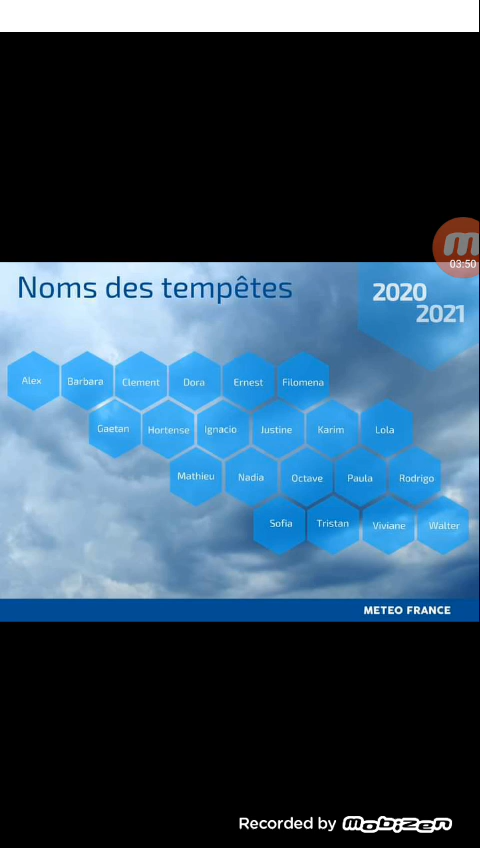 03:50
Noms des tempêtes
2020
2021
Alex Barbara Clement Dora Ernest Filomena
Gaetan Hortense Ignacio Justine Karim Lola
Mathieu Nadia Octave Paula Rodrigo
Sofia Tristan Viviane Walter
METEO FRANCE
Recorded by Mobizen